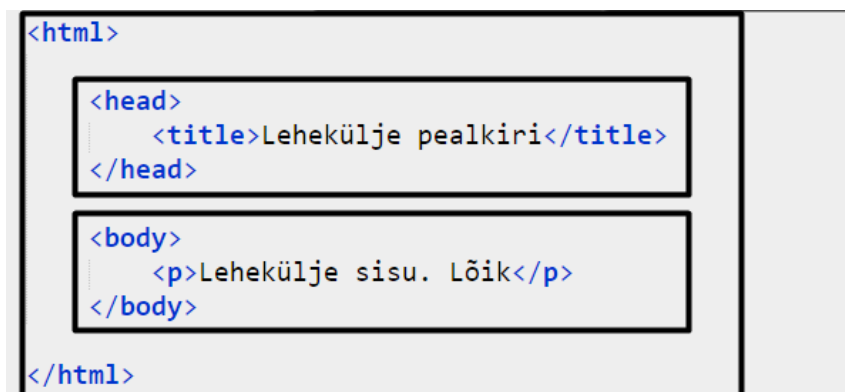 <html>
<head>
<title>Lehekülje pealkiri</title>
</head>
<body>
<p>Lehekülje sisu. Lõik</p>
</body>
</html>